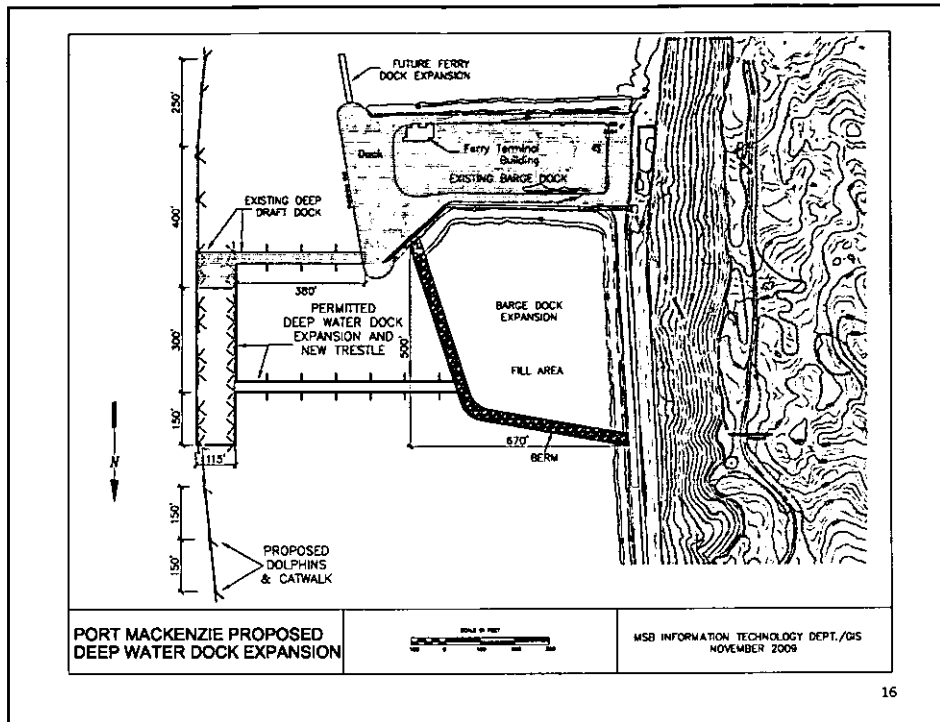 FUTURE FERRY
DOCK EXPANSION
250'
Dock
Ferry Terminal
Building
EXISTING BARGE DOCK
EXISTING DEEP
DRAFT DOCK
400'
380'
PERMITTED
DEEP WATER DOCK
EXPANSION AND
NEW TRESTLE
BARGE DOCK
EXPANSION
FILL AREA
300'
500'
150'
670'
BERM
115'
N
150'
150'
PROPOSED
DOLPHINS
& CATWALK
PORT MACKENZIE PROPOSED
DEEP WATER DOCK EXPANSION
SCALE IN FEET
MSB INFORMATION TECHNOLOGY DEPT./GIS
NOVEMBER 2009
16